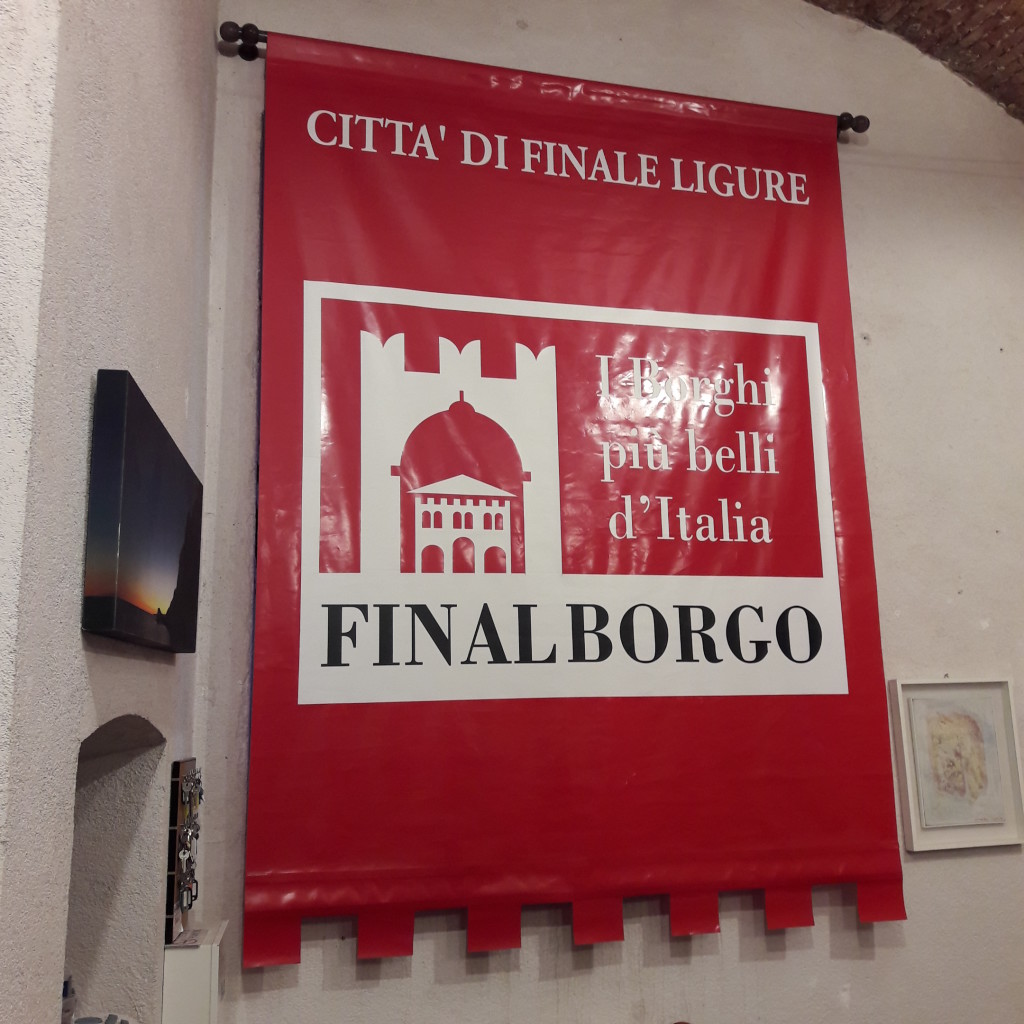 CITTA' DI FINALE LIGURE
I Borghi
più belli
d'Italia
FINALBORGO